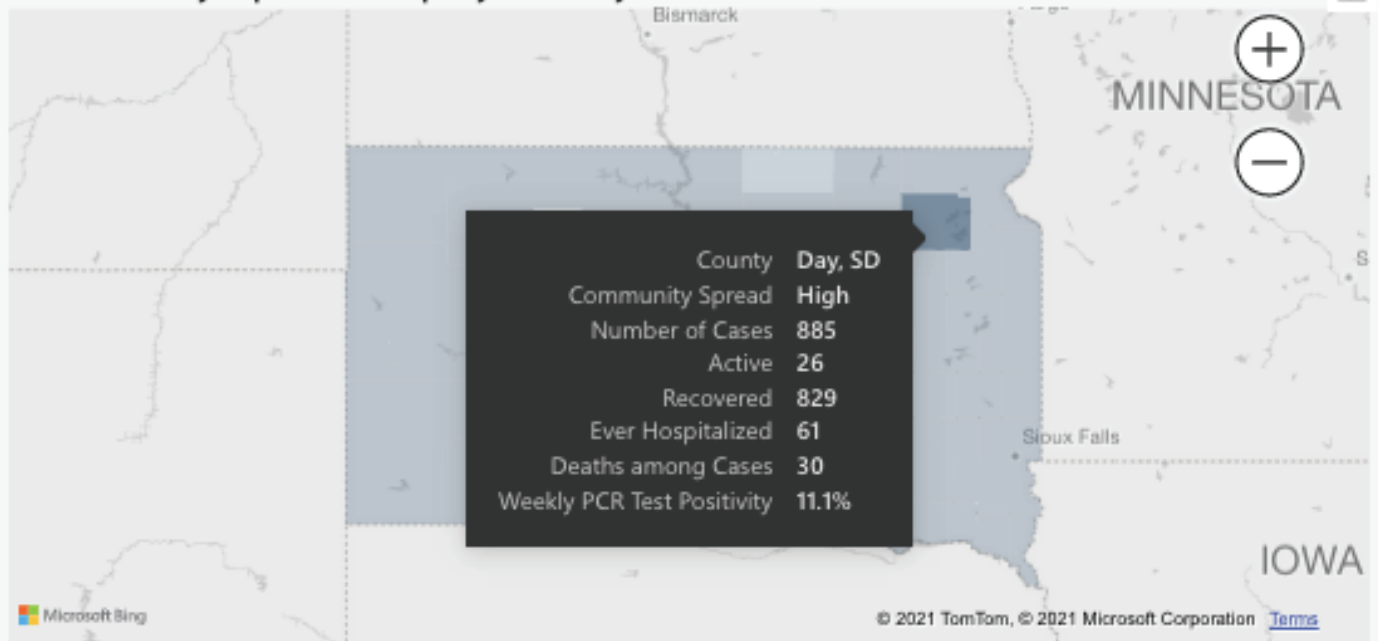 Bismarck
MINNESOTA
County Day, SD
Community Spread High
Number of Cases 885
Active 26
Recovered 829
Ever Hospitalized 61
Deaths among Cases 30
Weekly PCR Test Positivity 11.1%
Sioux Falls
IOWA
Microsoft Bing
© 2021 TomTom, © 2021 Microsoft Corporation Terms